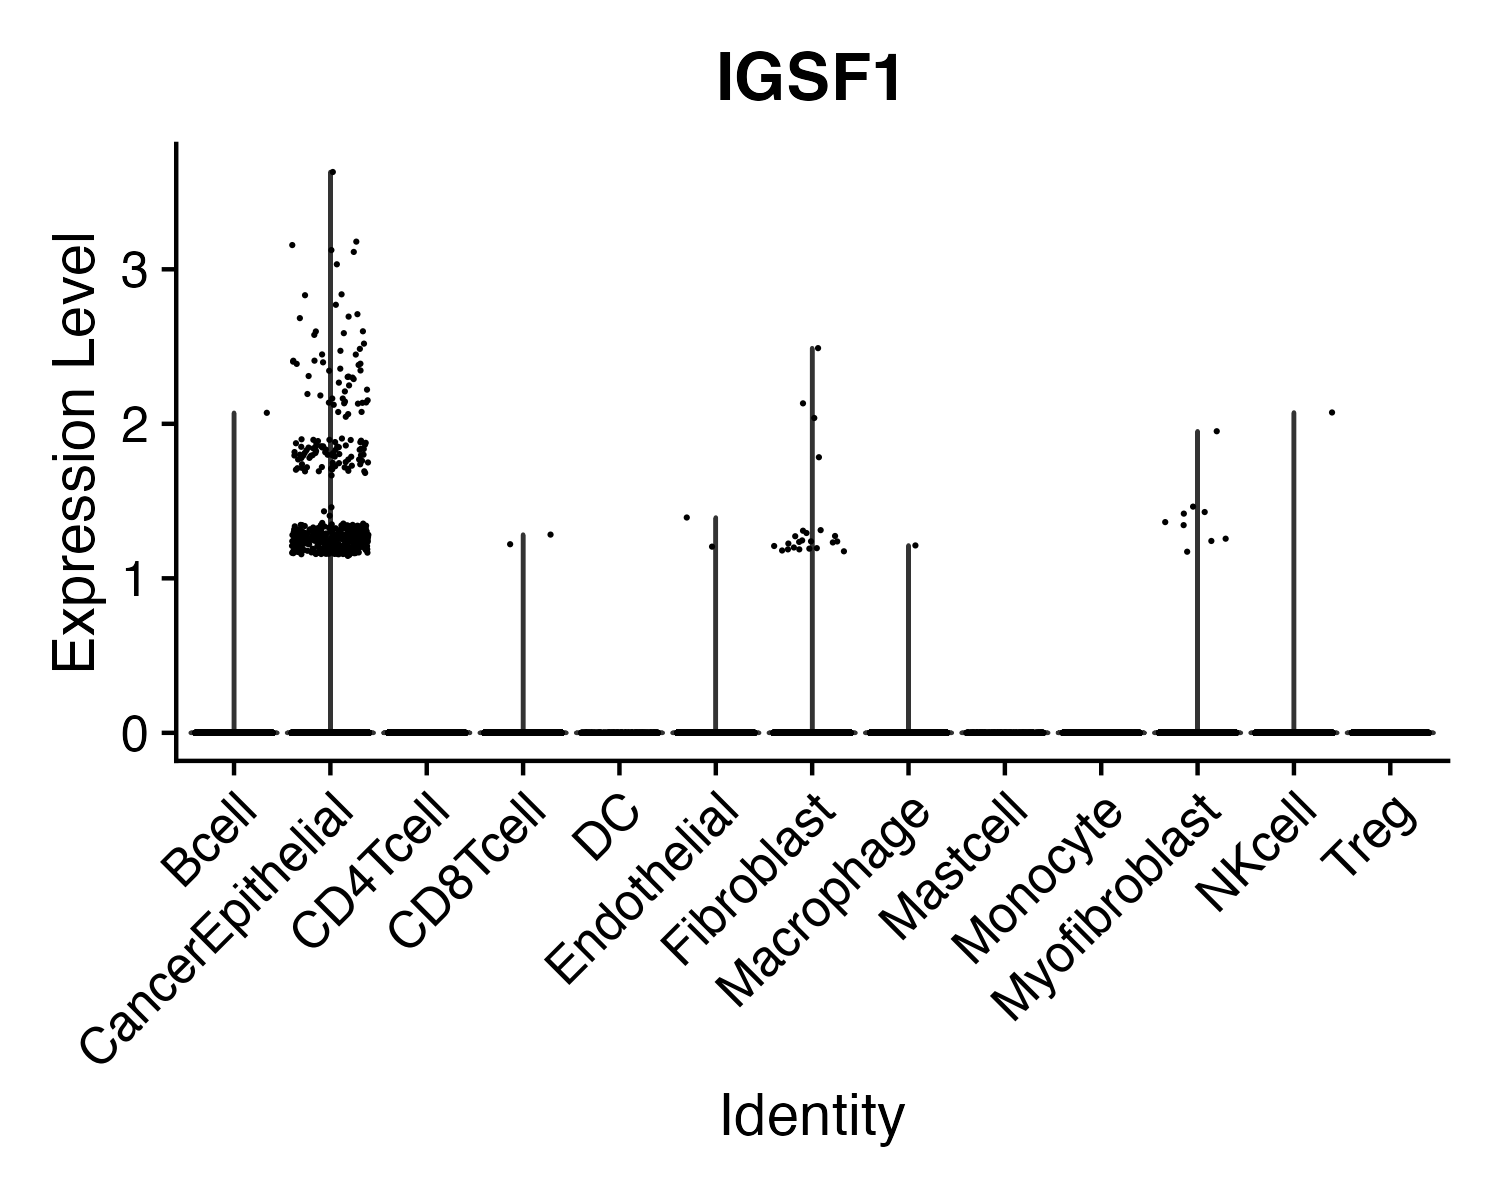 IGSF1
Expression Level
3
2
1
0
Bcell
CancerEpithelial
CD4Tcell
CD8Tcell
DC
Endothelial
Fibroblast
Macrophage
Mastcell
Monocyte
Myofibroblast
NKcell
Treg
Identity